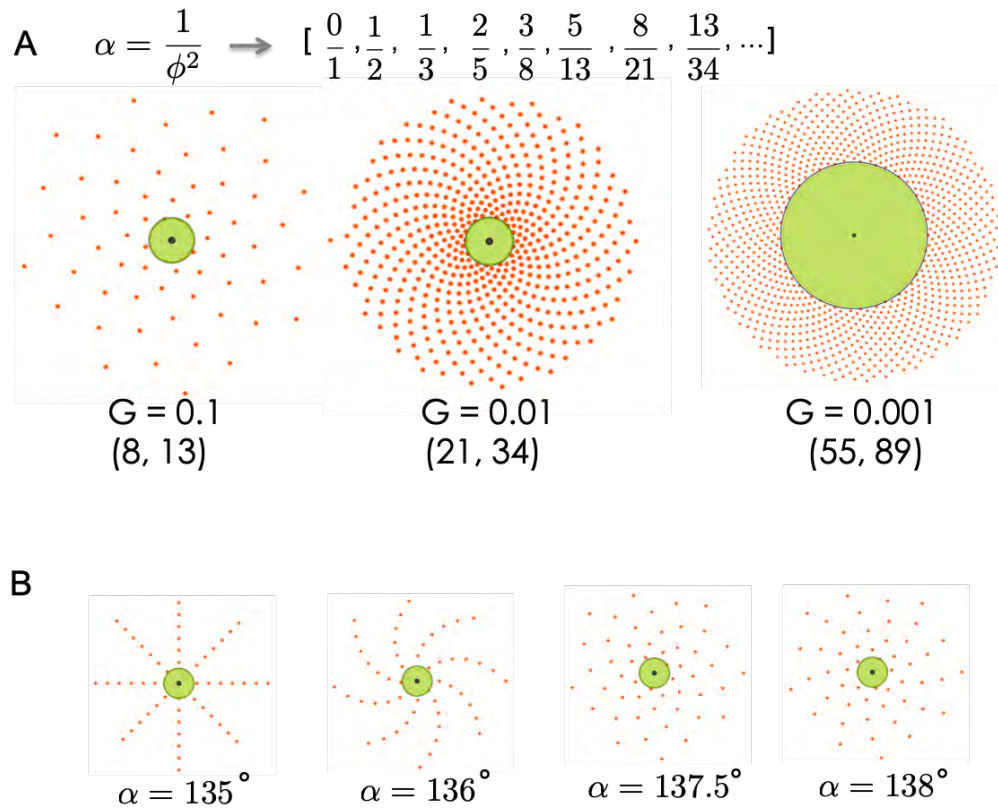 A α = 1/ϕ² → [ 0/1 , 1/2 , 1/3 , 2/5 , 3/8 , 5/13 , 8/21 , 13/34 , ... ]
G = 0.1 G = 0.01 G = 0.001
(8, 13) (21, 34) (55, 89)
B
α = 135° α = 136° α = 137.5° α = 138°